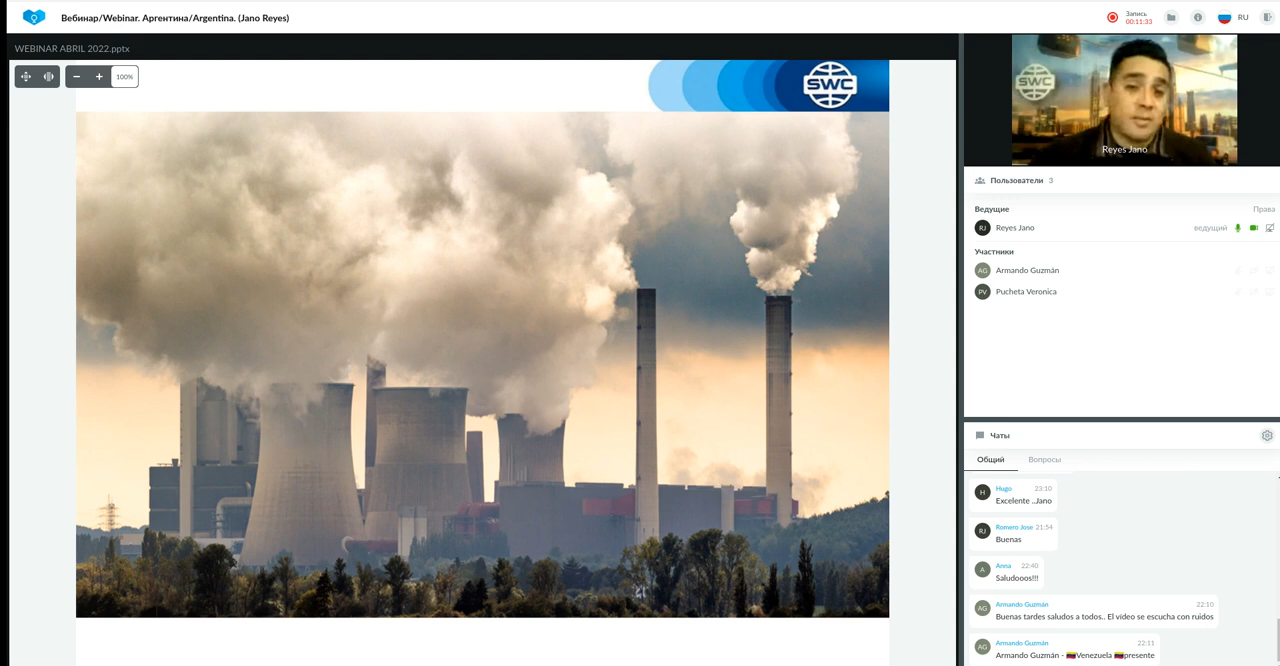 Вебинар/Webinar. Аргентина/Argentina. (Jano Reyes)
Запись
00:11:33
RU
WEBINAR ABRIL 2022.pptx
100%
SWC
SWC
Reyes Jano
Пользователи 3
Ведущие Права
RJ Reyes Jano ведущий
Участники
AG Armando Guzmán
PV Pucheta Veronica
Чаты
Общий Вопросы
H Hugo 23:10
Excelente ..Jano
RJ Romero Jose 21:54
Buenas
A Anna 22:40
Saludooos!!!
AG Armando Guzmán 22:10
Buenas tardes saludos a todos.. El video se escucha con ruidos
AG Armando Guzmán 22:11
Armando Guzmán - 🇻🇪Venezuela 🇻🇪presente